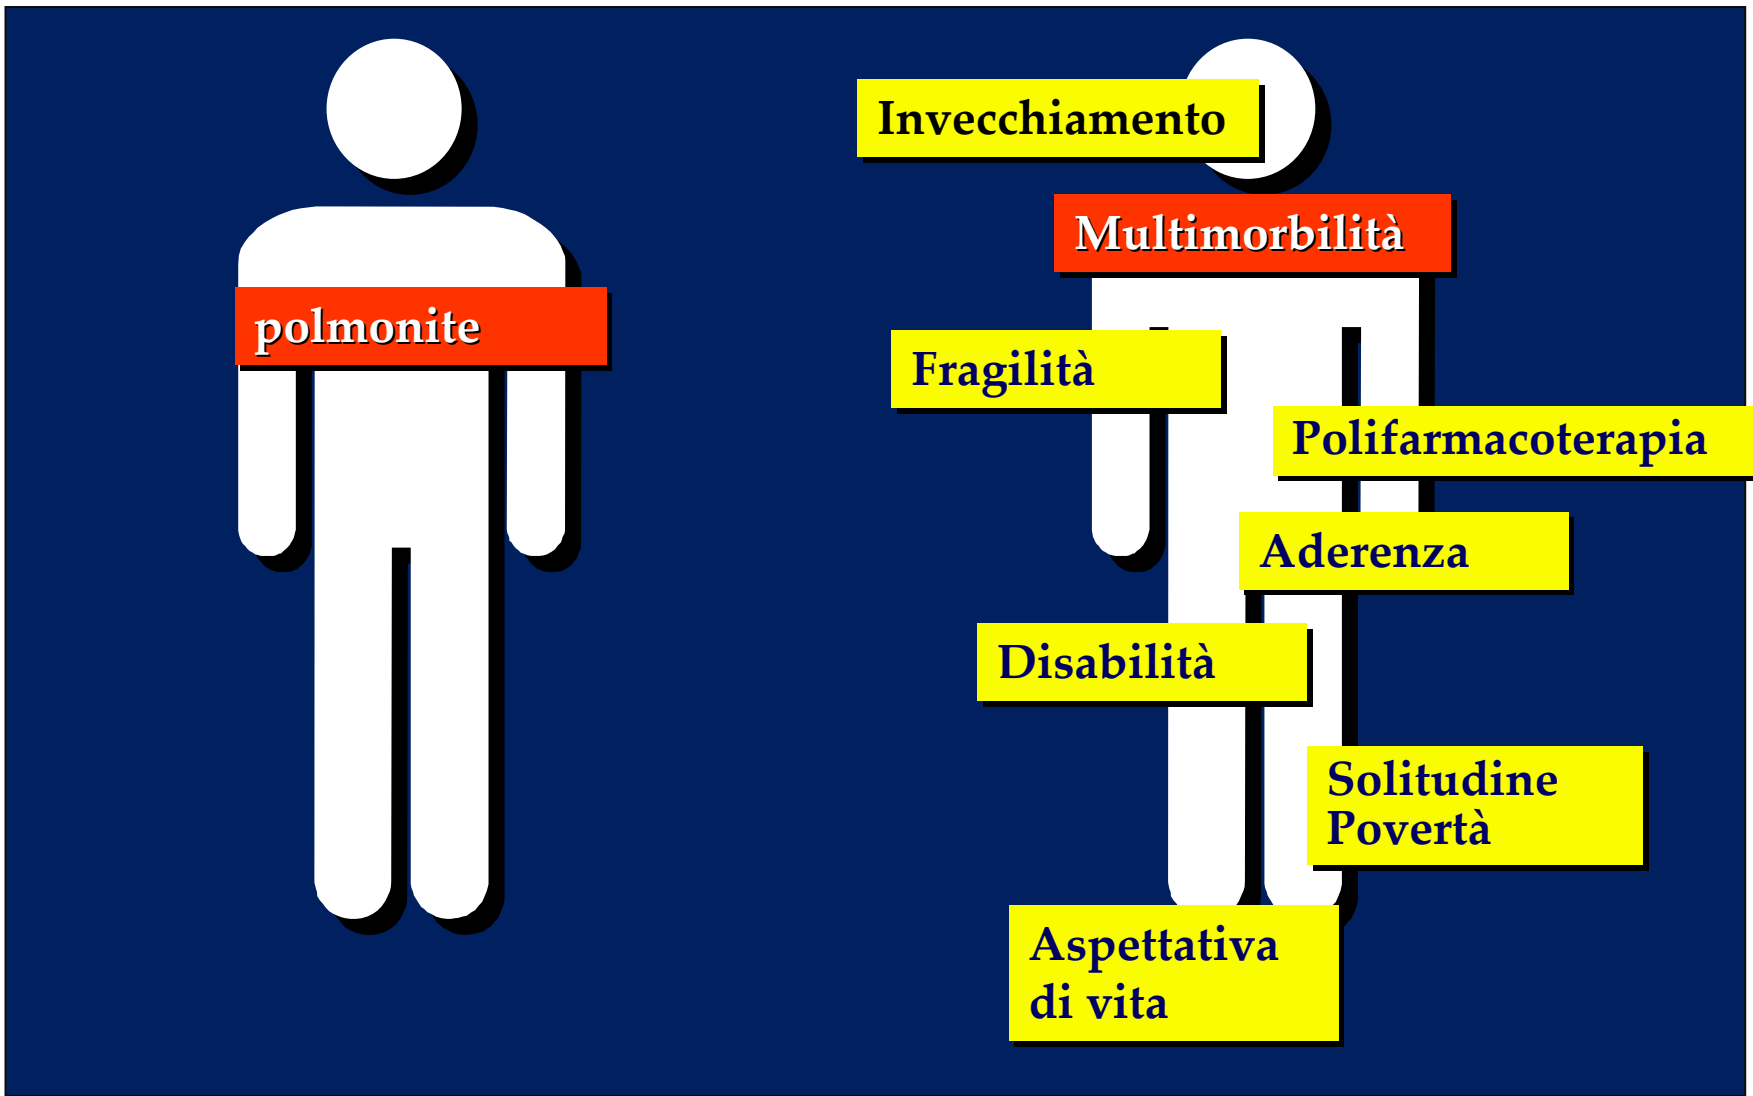 polmonite
Invecchiamento
Multimorbilità
Fragilità
Polifarmacoterapia
Aderenza
Disabilità
Solitudine
Povertà
Aspettativa
di vita